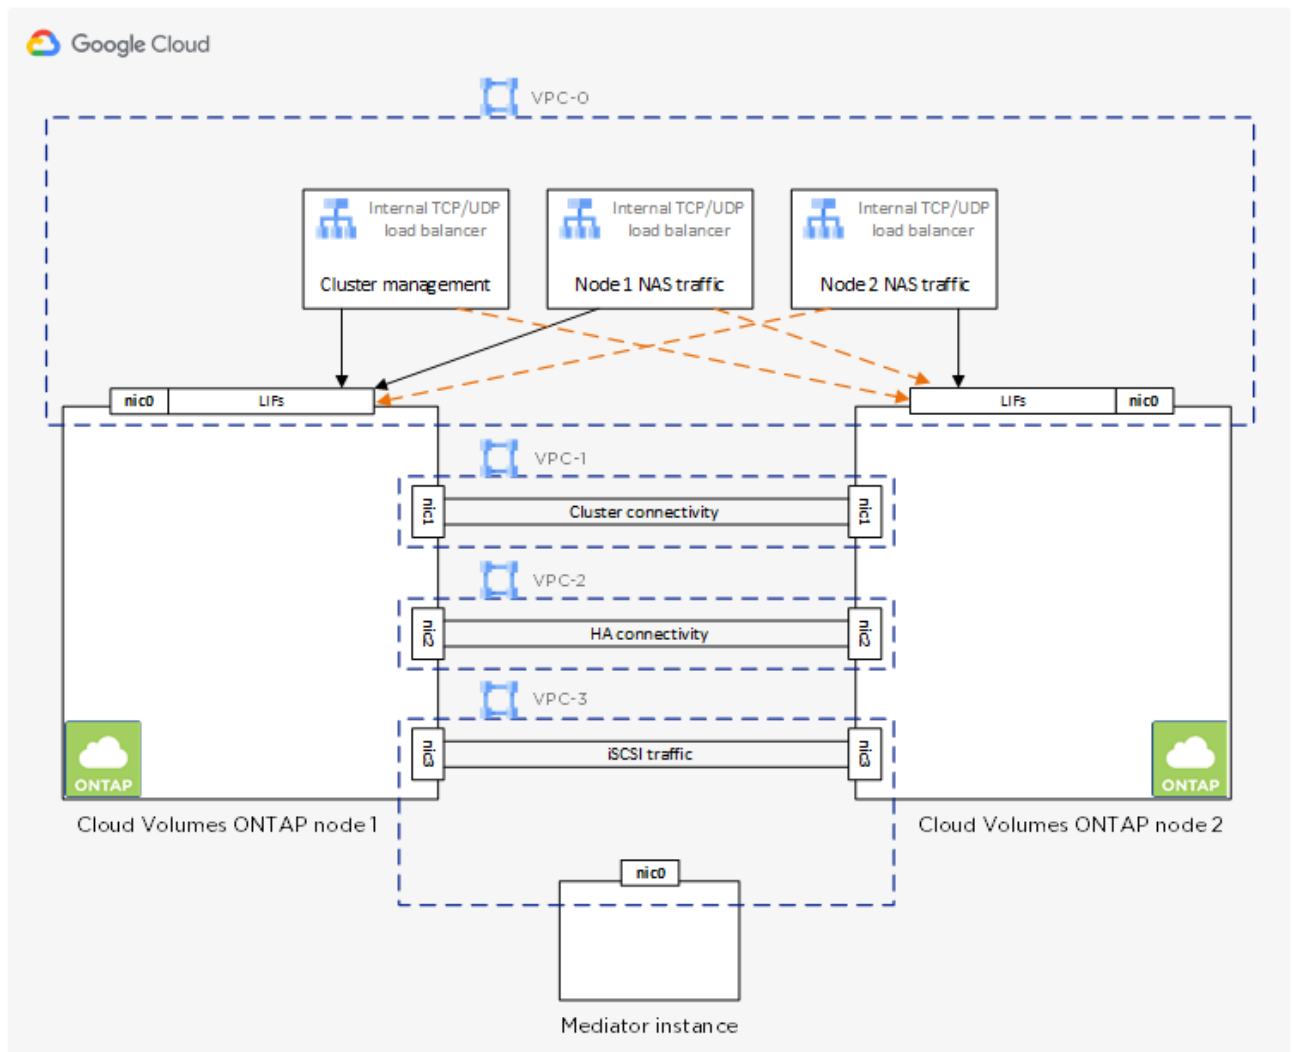 Google Cloud
VPC-0
Internal TCP/UDP
load balancer
Cluster management
Internal TCP/UDP
load balancer
Node 1 NAS traffic
Internal TCP/UDP
load balancer
Node 2 NAS traffic
nic0
LIFs
LIFs
nic0
VPC-1
nic1
Cluster connectivity
nic1
VPC-2
nic2
HA connectivity
nic2
VPC-3
nic3
iSCSI traffic
nic3
ONTAP
ONTAP
Cloud Volumes ONTAP node 1
Cloud Volumes ONTAP node 2
nic0
Mediator instance